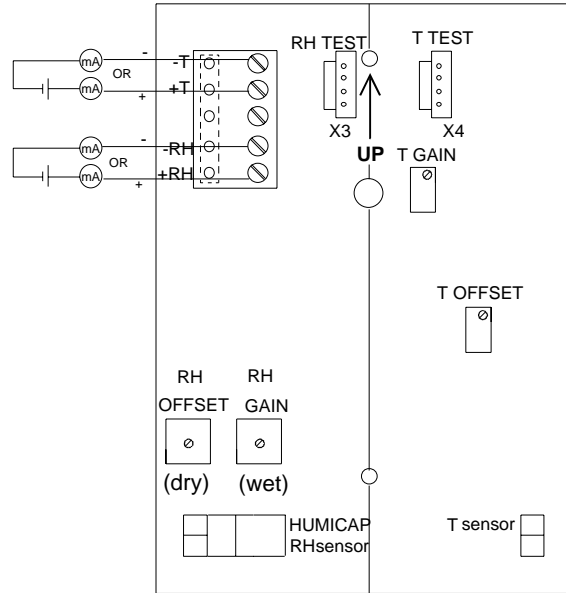 RH TEST
T TEST
- -T
mA
OR
+T
mA +
X3
X4
UP
T GAIN
- -RH
mA
OR
+RH
mA +
T OFFSET
RH
OFFSET
(dry)
RH
GAIN
(wet)
HUMICAP
RHsensor
T sensor